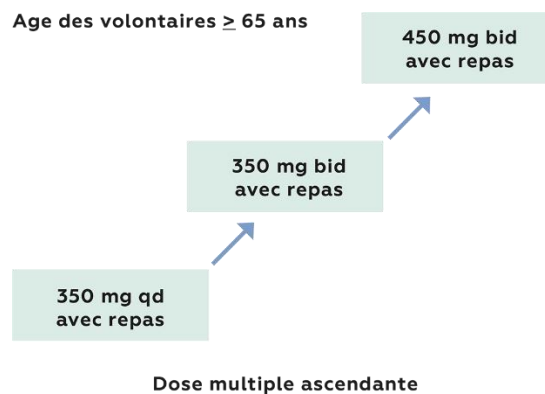 Age des volontaires ≥ 65 ans
450 mg bid
avec repas
350 mg bid
avec repas
350 mg qd
avec repas
Dose multiple ascendante